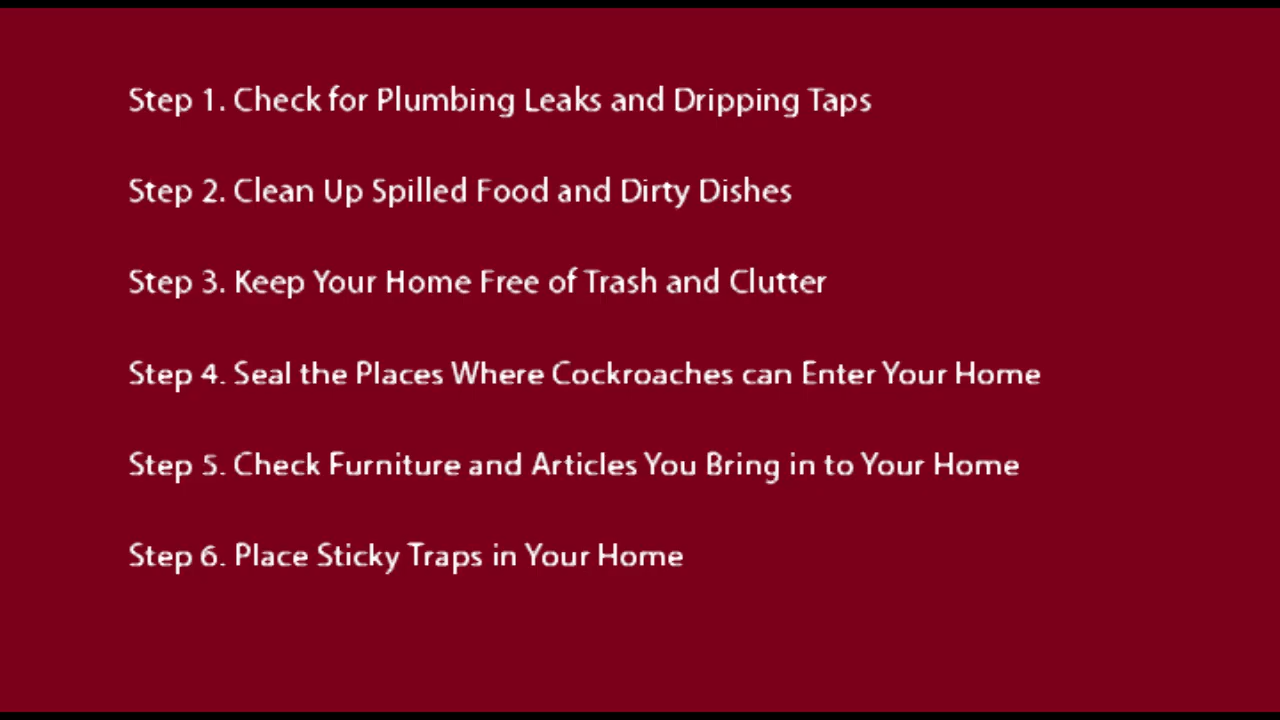 Step 1. Check for Plumbing Leaks and Dripping Taps
Step 2. Clean Up Spilled Food and Dirty Dishes
Step 3. Keep Your Home Free of Trash and Clutter
Step 4. Seal the Places Where Cockroaches can Enter Your Home
Step 5. Check Furniture and Articles You Bring in to Your Home
Step 6. Place Sticky Traps in Your Home